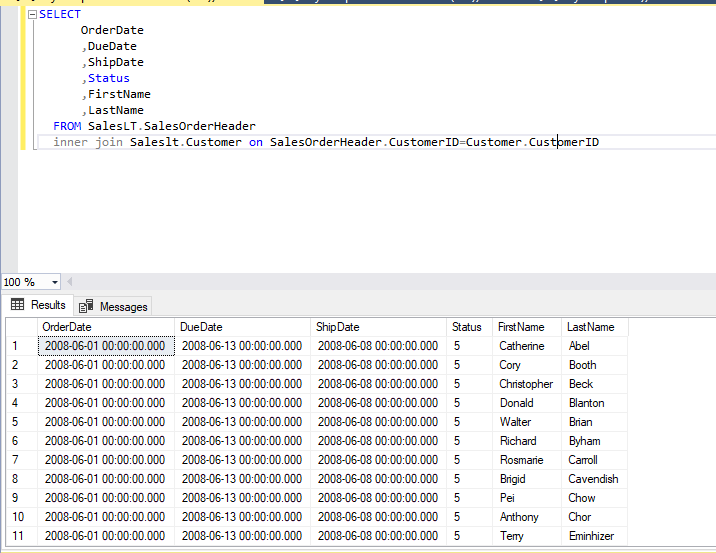 SELECT
OrderDate
,DueDate
,ShipDate
,Status
,FirstName
,LastName
FROM SalesLT.SalesOrderHeader
inner join Saleslt.Customer on SalesOrderHeader.CustomerID=Customer.CustomerID
100 %
Results Messages
OrderDate DueDate ShipDate Status FirstName LastName
1 2008-06-01 00:00:00.000 2008-06-13 00:00:00.000 2008-06-08 00:00:00.000 5 Catherine Abel
2 2008-06-01 00:00:00.000 2008-06-13 00:00:00.000 2008-06-08 00:00:00.000 5 Cory Booth
3 2008-06-01 00:00:00.000 2008-06-13 00:00:00.000 2008-06-08 00:00:00.000 5 Christopher Beck
4 2008-06-01 00:00:00.000 2008-06-13 00:00:00.000 2008-06-08 00:00:00.000 5 Donald Blanton
5 2008-06-01 00:00:00.000 2008-06-13 00:00:00.000 2008-06-08 00:00:00.000 5 Walter Brian
6 2008-06-01 00:00:00.000 2008-06-13 00:00:00.000 2008-06-08 00:00:00.000 5 Richard Byham
7 2008-06-01 00:00:00.000 2008-06-13 00:00:00.000 2008-06-08 00:00:00.000 5 Rosmarie Carroll
8 2008-06-01 00:00:00.000 2008-06-13 00:00:00.000 2008-06-08 00:00:00.000 5 Brigid Cavendish
9 2008-06-01 00:00:00.000 2008-06-13 00:00:00.000 2008-06-08 00:00:00.000 5 Pei Chow
10 2008-06-01 00:00:00.000 2008-06-13 00:00:00.000 2008-06-08 00:00:00.000 5 Anthony Chor
11 2008-06-01 00:00:00.000 2008-06-13 00:00:00.000 2008-06-08 00:00:00.000 5 Terry Eminhizer